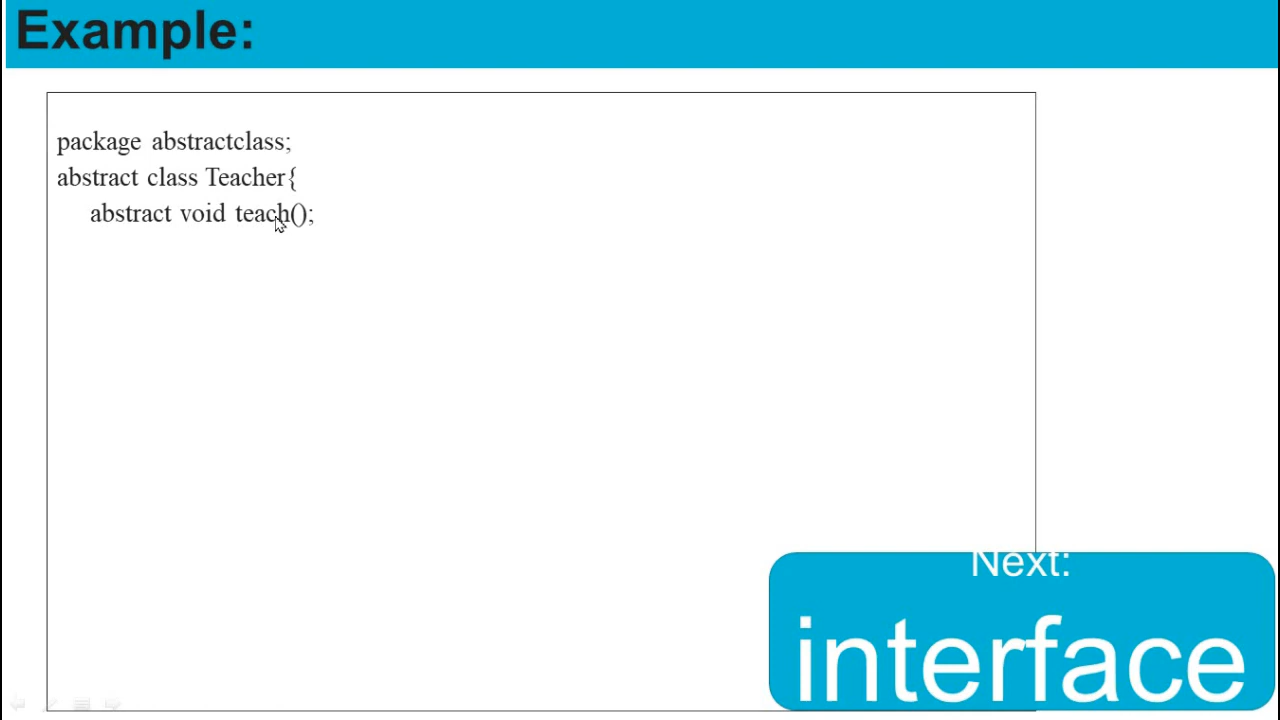 Example:
package abstractclass;
abstract class Teacher{
abstract void teach();
Next:
interface